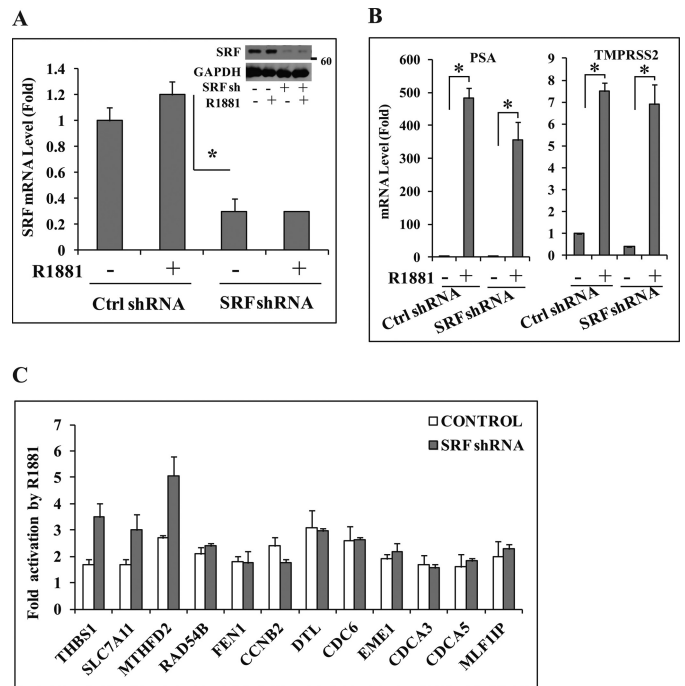 A
SRF mRNA Level (Fold)
1.4
1.2
1
0.8
0.6
0.4
0.2
0
SRF
60
GAPDH
SRF sh - - + +
R1881 - + - +
*
R1881 - + - +
Ctrl shRNA SRF shRNA
B
mRNA Level (Fold)
PSA
600
500
400
300
200
100
0
* *
R1881 - + - +
Ctrl shRNA SRF shRNA
TMPRSS2
9
8
7
6
5
4
3
2
1
0
* *
- + - +
Ctrl shRNA SRF shRNA
C
Fold activation by R1881
7
6
5
4
3
2
1
0
CONTROL
SRF shRNA
THBS1 SLC7A11 MTHFD2 RAD54B FEN1 CCNB2 DTL CDC6 EME1 CDCA3 CDCA5 MLF1IP